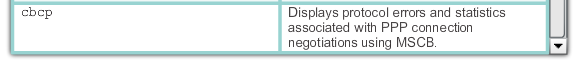 cbcp
Displays protocol errors and statistics
associated with PPP connection
negotiations using MSCB.